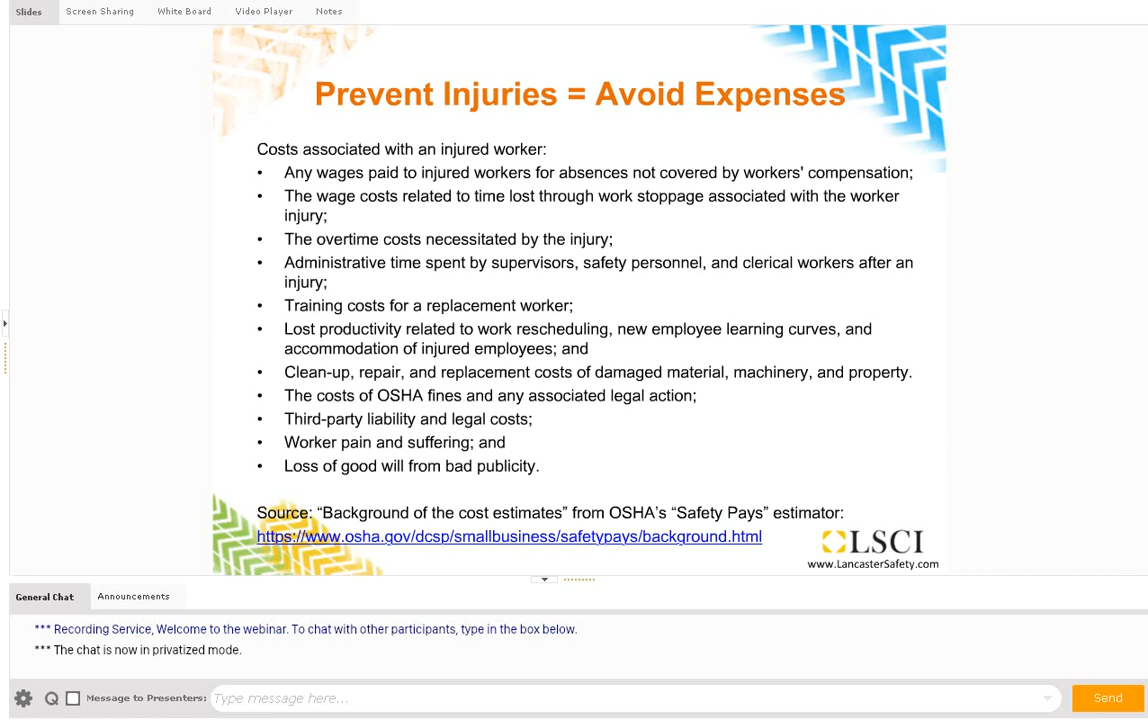 Slides Screen Sharing White Board Video Player Notes
Prevent Injuries = Avoid Expenses
Costs associated with an injured worker:
• Any wages paid to injured workers for absences not covered by workers' compensation;
• The wage costs related to time lost through work stoppage associated with the worker
injury;
• The overtime costs necessitated by the injury;
• Administrative time spent by supervisors, safety personnel, and clerical workers after an
injury;
• Training costs for a replacement worker;
• Lost productivity related to work rescheduling, new employee learning curves, and
accommodation of injured employees; and
• Clean-up, repair, and replacement costs of damaged material, machinery, and property.
• The costs of OSHA fines and any associated legal action;
• Third-party liability and legal costs;
• Worker pain and suffering; and
• Loss of good will from bad publicity.
Source: “Background of the cost estimates” from OSHA’s “Safety Pays” estimator:
https://www.osha.gov/dcsp/smallbusiness/safetypays/background.html
LSCI
www.LancasterSafety.com
General Chat Announcements
*** Recording Service, Welcome to the webinar. To chat with other participants, type in the box below.
*** The chat is now in privatized mode.
Message to Presenters: Type message here... Send